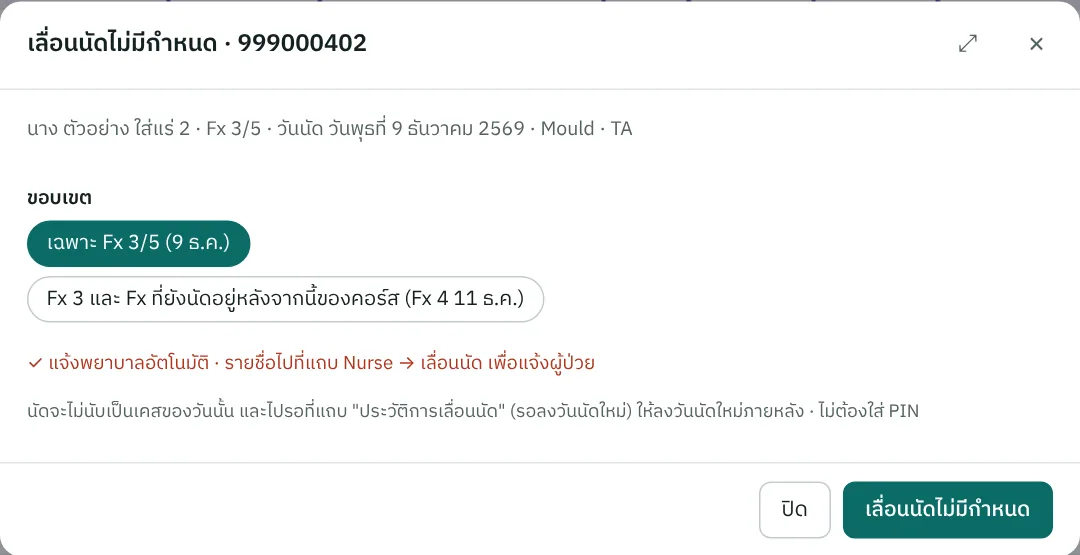 เลื่อนนัดไม่มีกำหนด · 999000402
นาง ตัวอย่าง ใส่แร่ 2 · Fx 3/5 · วันนัด วันพุธที่ 9 ธันวาคม 2569 · Mould · TA
ขอบเขต
เฉพาะ Fx 3/5 (9 ธ.ค.)
Fx 3 และ Fx ที่ยังนัดอยู่หลังจากนี้ของคอร์ส (Fx 4 11 ธ.ค.)
✓ แจ้งพยาบาลอัตโนมัติ · รายชื่อไปที่แถบ Nurse → เลื่อนนัด เพื่อแจ้งผู้ป่วย
นัดจะไม่นับเป็นเคสของวันนั้น และไปรอที่แถบ "ประวัติการเลื่อนนัด" (รอลงวันนัดใหม่) ให้ลงวันนัดใหม่ภายหลัง · ไม่ต้องใส่ PIN
ปิด
เลื่อนนัดไม่มีกำหนด